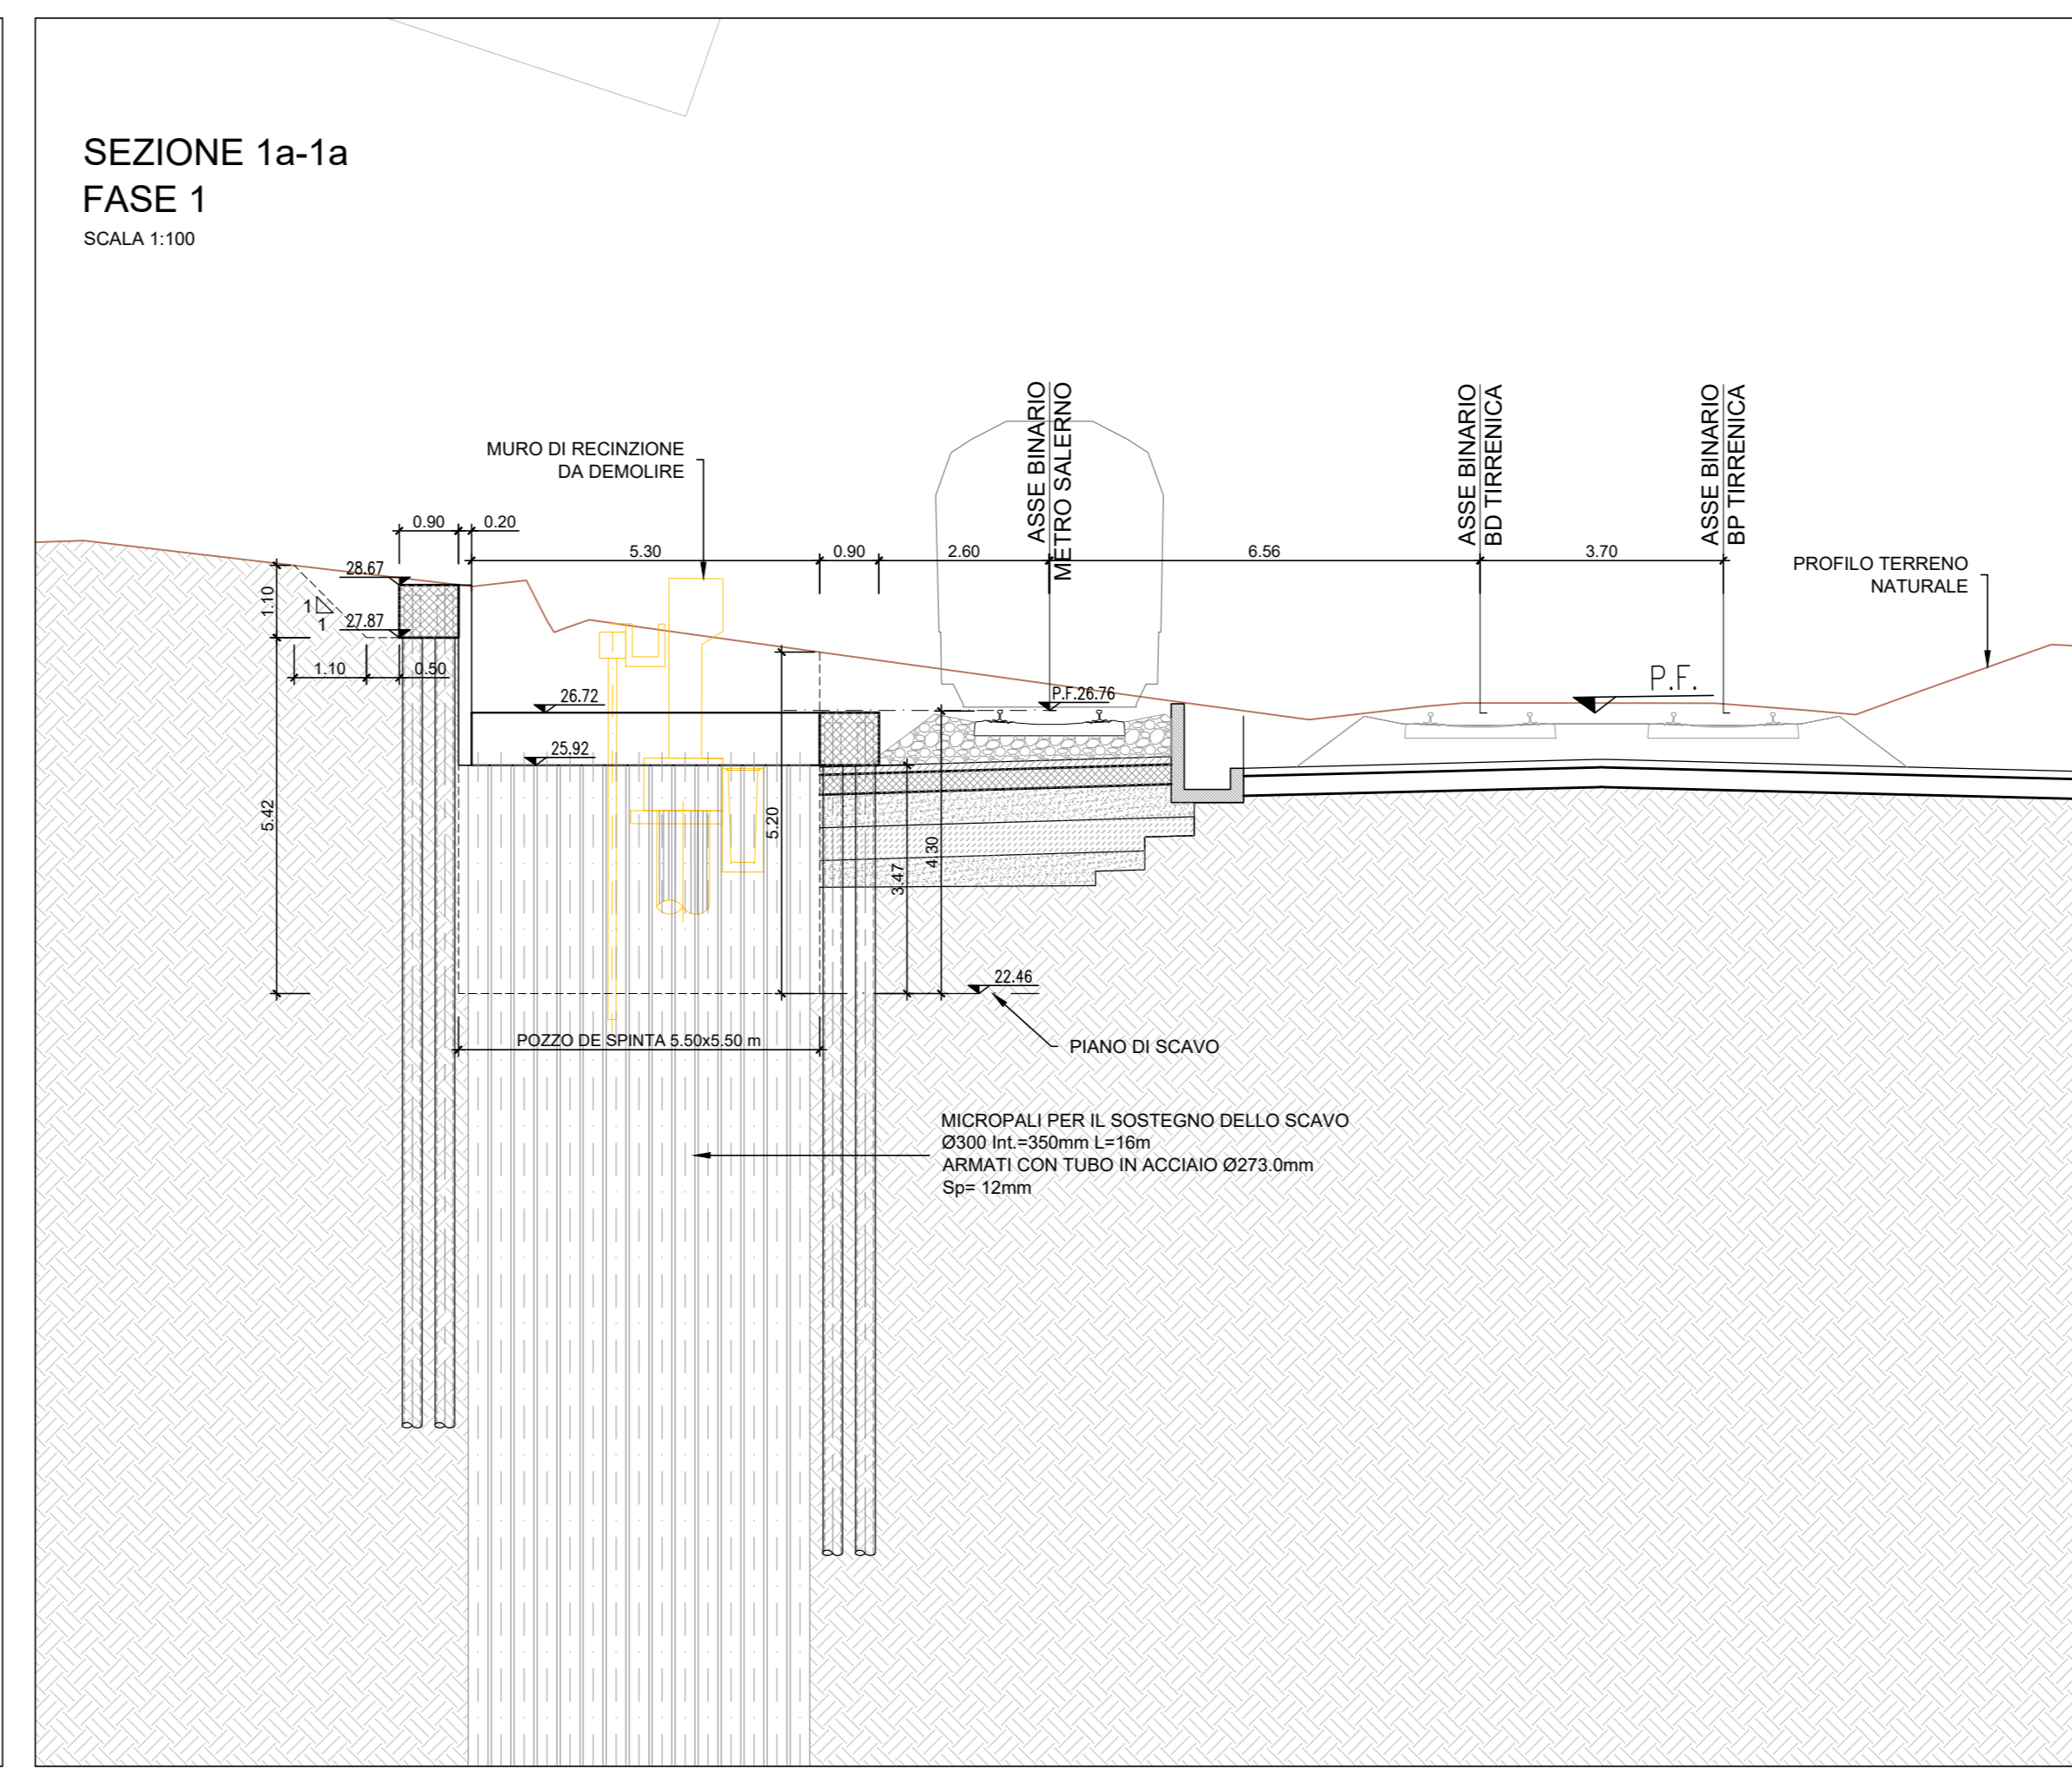 SEZIONE 1a-1a
FASE 1
SCALA 1:100
MURO DI RECINZIONE
DA DEMOLIRE
ASSE BINARIO
METRO SALERNO
ASSE BINARIO
BD TIRRENICA
ASSE BINARIO
BP TIRRENICA
0.90
0.20
5.30
0.90
2.60
6.56
3.70
PROFILO TERRENO
NATURALE
28.67
1.10
1
1
27.87
1.10
0.50
26.72
P.F.26.76
P.F.
25.92
5.42
5.20
4.30
3.47
22.46
POZZO DE SPINTA 5.50x5.50 m
PIANO DI SCAVO
MICROPALI PER IL SOSTEGNO DELLO SCAVO
Ø300 Int.=350mm L=16m
ARMATI CON TUBO IN ACCIAIO Ø273.0mm
Sp= 12mm